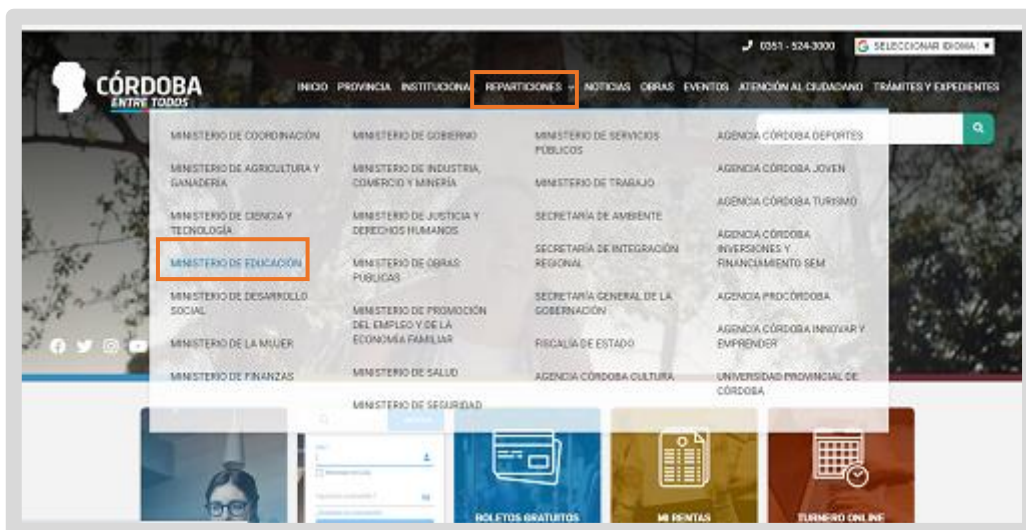 0351 - 524-3000
SELECCIONAR IDIOMA
CÓRDOBA
ENTRE TODOS
INICIO PROVINCIA INSTITUCIONAL REPARTICIONES NOTICIAS OBRAS EVENTOS ATENCIÓN AL CIUDADANO TRÁMITES Y EXPEDIENTES
MINISTERIO DE COORDINACIÓN
MINISTERIO DE AGRICULTURA Y
GANADERÍA
MINISTERIO DE CIENCIA Y
TECNOLOGÍA
MINISTERIO DE EDUCACIÓN
MINISTERIO DE DESARROLLO
SOCIAL
MINISTERIO DE LA MUJER
MINISTERIO DE FINANZAS
MINISTERIO DE GOBIERNO
MINISTERIO DE INDUSTRIA,
COMERCIO Y MINERÍA
MINISTERIO DE JUSTICIA Y
DERECHOS HUMANOS
MINISTERIO DE OBRAS
PÚBLICAS
MINISTERIO DE PROMOCIÓN
DEL EMPLEO Y DE LA
ECONOMÍA FAMILIAR
MINISTERIO DE SALUD
MINISTERIO DE SEGURIDAD
MINISTERIO DE SERVICIOS
PÚBLICOS
MINISTERIO DE TRABAJO
SECRETARÍA DE AMBIENTE
SECRETARÍA DE INTEGRACIÓN
REGIONAL
SECRETARÍA GENERAL DE LA
GOBERNACIÓN
FISCALÍA DE ESTADO
AGENCIA CÓRDOBA CULTURA
AGENCIA CÓRDOBA DEPORTES
AGENCIA CÓRDOBA JOVEN
AGENCIA CÓRDOBA TURISMO
AGENCIA CÓRDOBA
INVERSIONES Y
FINANCIAMIENTO SEM
AGENCIA PROCÓRDOBA
AGENCIA CÓRDOBA INNOVAR Y
EMPRENDER
UNIVERSIDAD PROVINCIAL DE
CÓRDOBA
BOLETOS GRATUITOS
MI RENTAS
TURNERO ONLINE